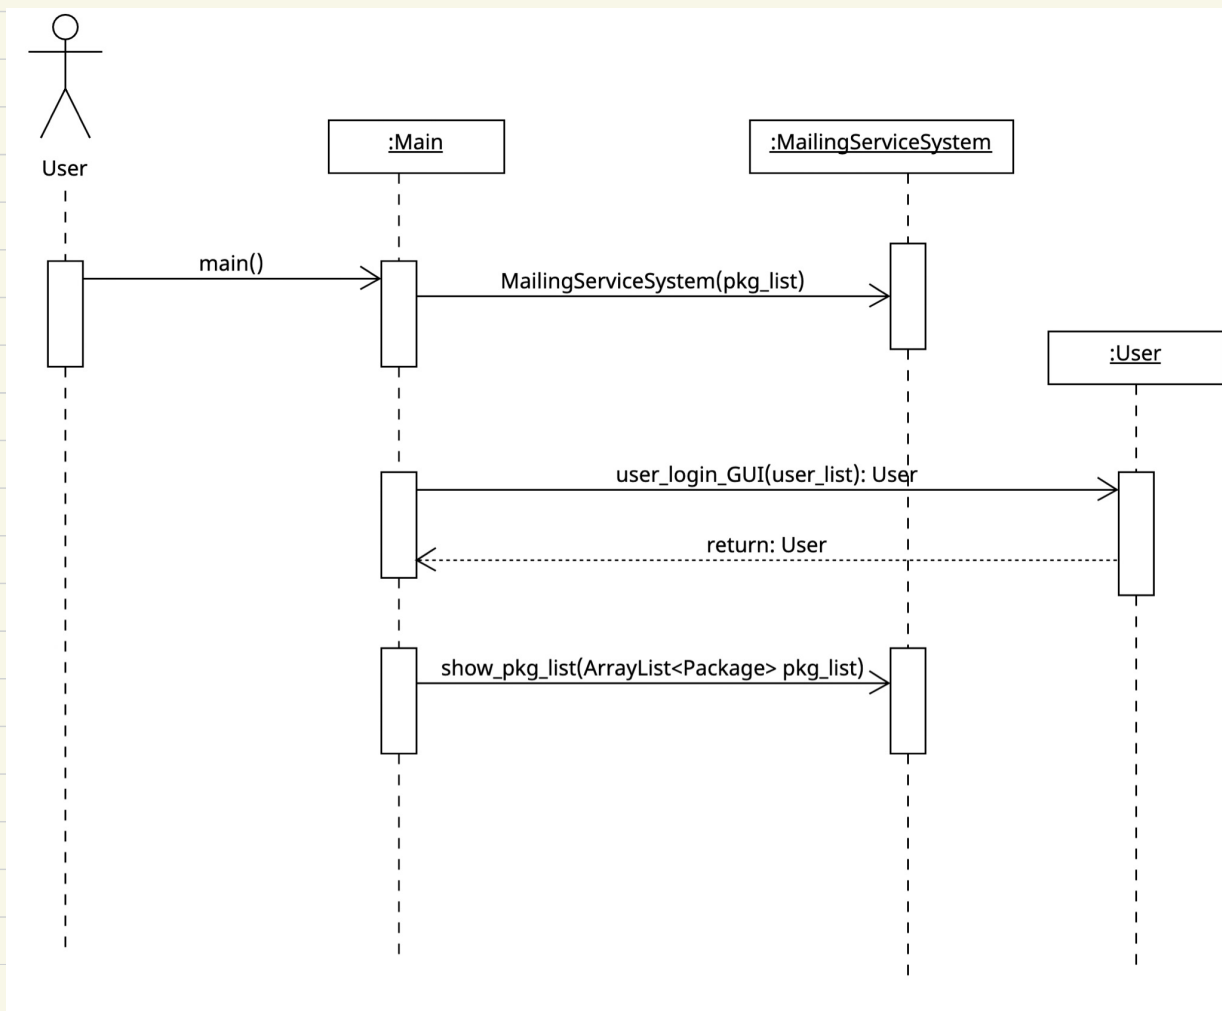 User
:Main
:MailingServiceSystem
main()
MailingServiceSystem(pkg_list)
:User
user_login_GUI(user_list): User
return: User
show_pkg_list(ArrayList<Package> pkg_list)